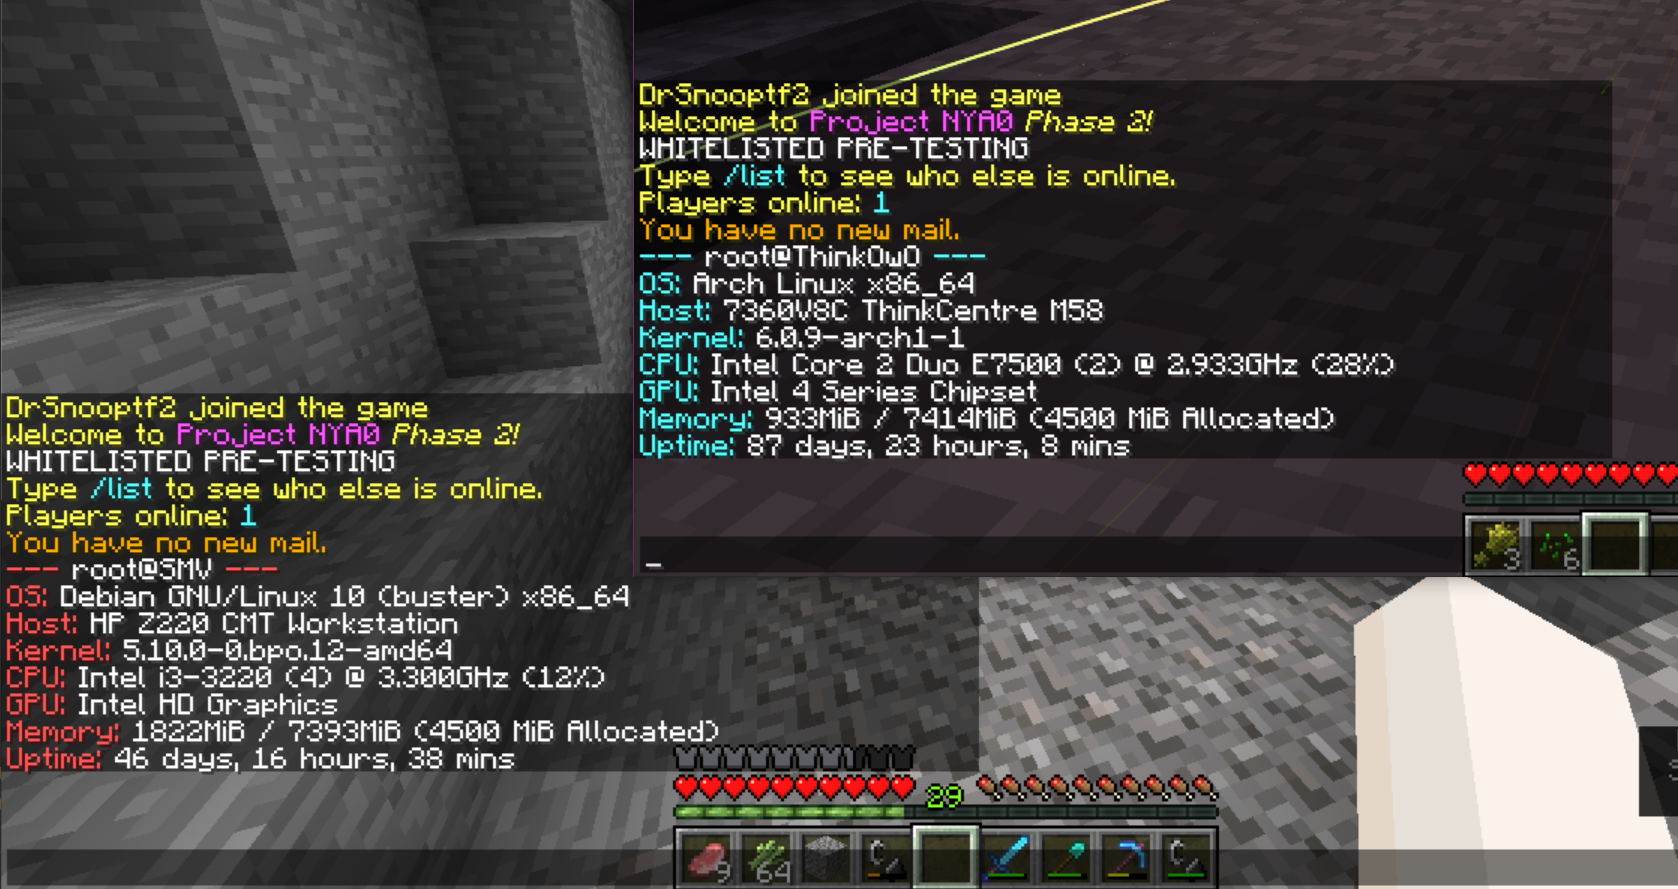 DrSnooptf2 joined the game
Welcome to Project NYAO Phase 2!
WHITELISTED PRE-TESTING
Type /list to see who else is online.
Players online: 1
You have no new mail.
--- root@ThinkOwO ---
OS: Arch Linux x86_64
Host: 7360V8C ThinkCentre M58
Kernel: 6.0.9-arch1-1
CPU: Intel Core 2 Duo E7500 (2) @ 2.933GHz (28%)
GPU: Intel 4 Series Chipset
Memory: 933MiB / 7414MiB (4500 MiB Allocated)
Uptime: 87 days, 23 hours, 8 mins
_
3
6
DrSnooptf2 joined the game
Welcome to Project NYAO Phase 2!
WHITELISTED PRE-TESTING
Type /list to see who else is online.
Players online: 1
You have no new mail.
--- root@SMV ---
OS: Debian GNU/Linux 10 (buster) x86_64
Host: HP Z220 CMT Workstation
Kernel: 5.10.0-0.bpo.12-amd64
CPU: Intel i3-3220 (4) @ 3.300GHz (12%)
GPU: Intel HD Graphics
Memory: 1822MiB / 7393MiB (4500 MiB Allocated)
Uptime: 46 days, 16 hours, 38 mins
29
9
64